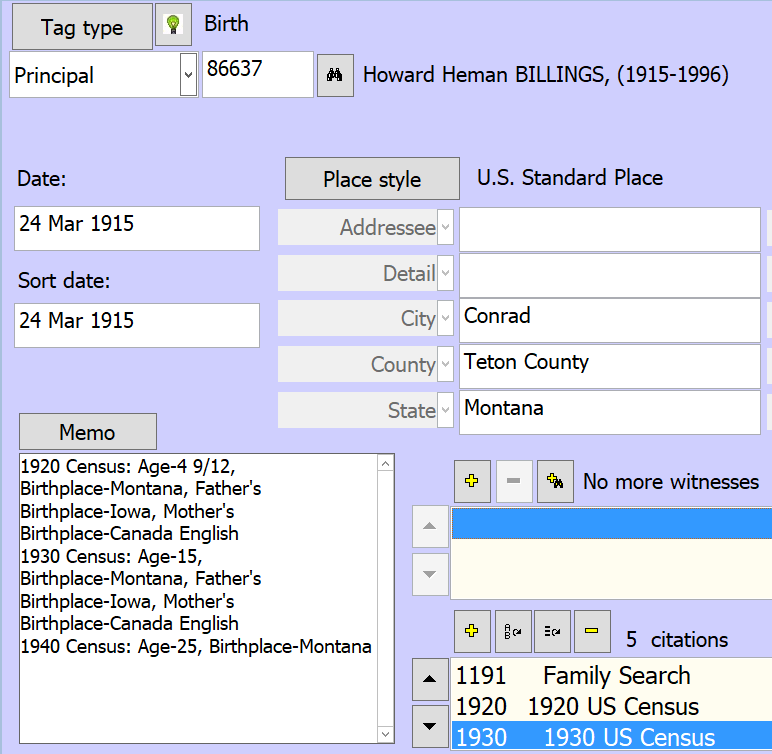 Tag type Birth
Principal 86637 Howard Heman BILLINGS, (1915-1996)
Date: Place style U.S. Standard Place
24 Mar 1915 Addressee
Detail
Sort date:
24 Mar 1915 City Conrad
County Teton County
State Montana
Memo
1920 Census: Age-4 9/12,
Birthplace-Montana, Father's
Birthplace-Iowa, Mother's
Birthplace-Canada English
1930 Census: Age-15,
Birthplace-Montana, Father's
Birthplace-Iowa, Mother's
Birthplace-Canada English
1940 Census: Age-25, Birthplace-Montana
No more witnesses
5 citations
1191 Family Search
1920 1920 US Census
1930 1930 US Census